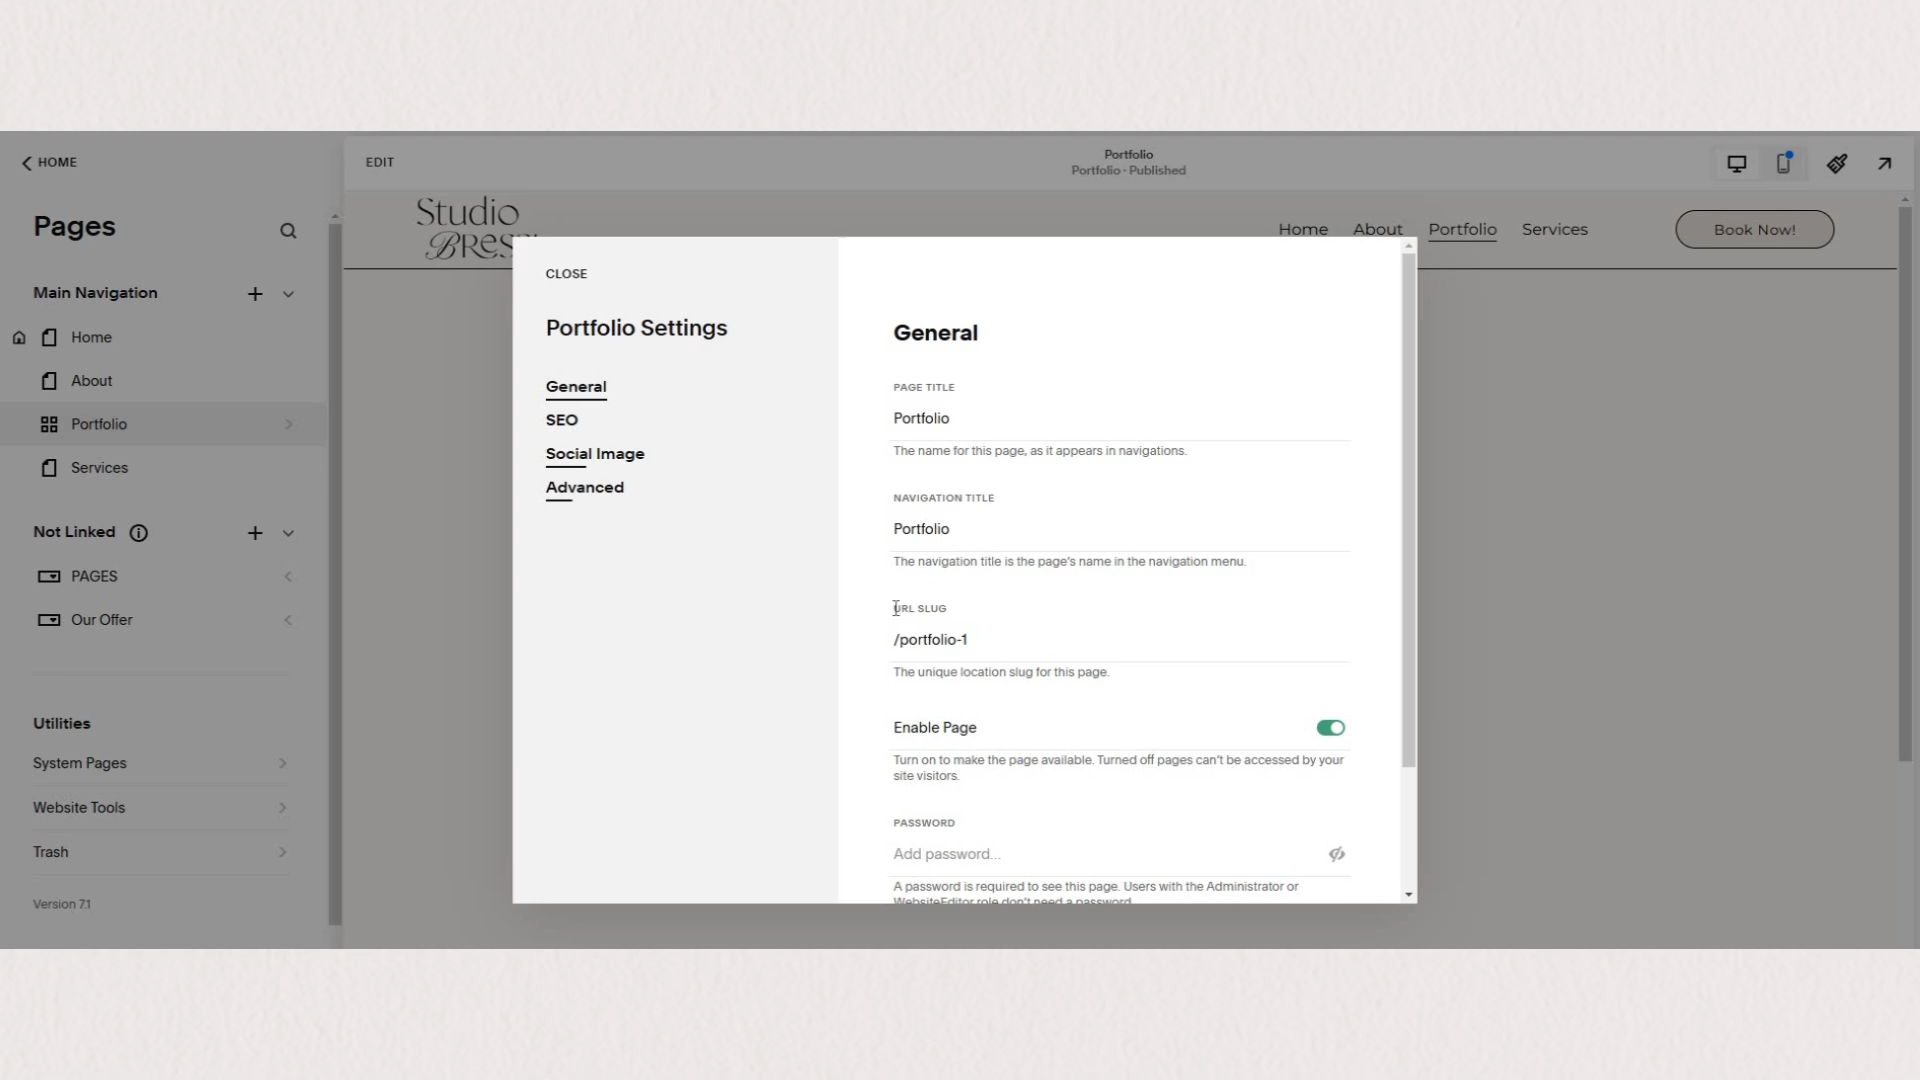 HOME
EDIT
Portfolio
Portfolio · Published
Pages
Main Navigation
Home
About
Portfolio
Services
Not Linked
PAGES
Our Offer
Utilities
System Pages
Website Tools
Trash
Version 7.1
Studio
Home About Portfolio Services
Book Now!
CLOSE
Portfolio Settings
General
SEO
Social Image
Advanced
General
PAGE TITLE
Portfolio
The name for this page, as it appears in navigations.
NAVIGATION TITLE
Portfolio
The navigation title is the page's name in the navigation menu.
URL SLUG
/portfolio-1
The unique location slug for this page.
Enable Page
Turn on to make the page available. Turned off pages can't be accessed by your
site visitors.
PASSWORD
Add password...
A password is required to see this page. Users with the Administrator or
WebsiteEditor role don't need a password.